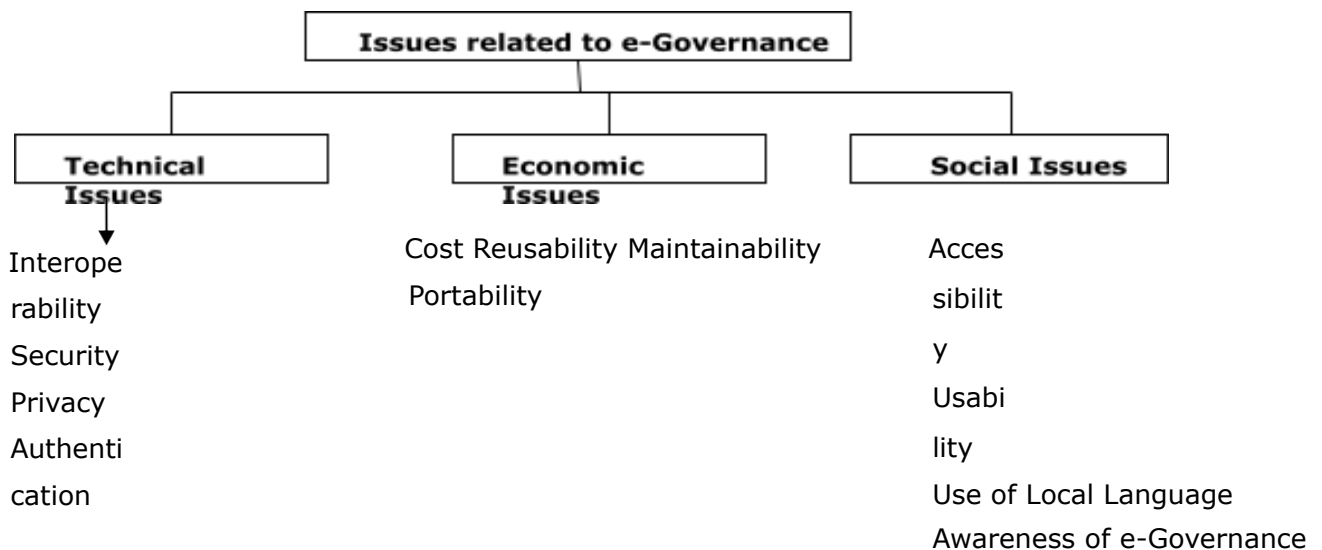 Issues related to e-Governance
Technical
Issues
Economic
Issues
Social Issues
Interope
rability
Security
Privacy
Authenti
cation
Cost Reusability Maintainability
Portability
Acces
sibilit
y
Usabi
lity
Use of Local Language
Awareness of e-Governance